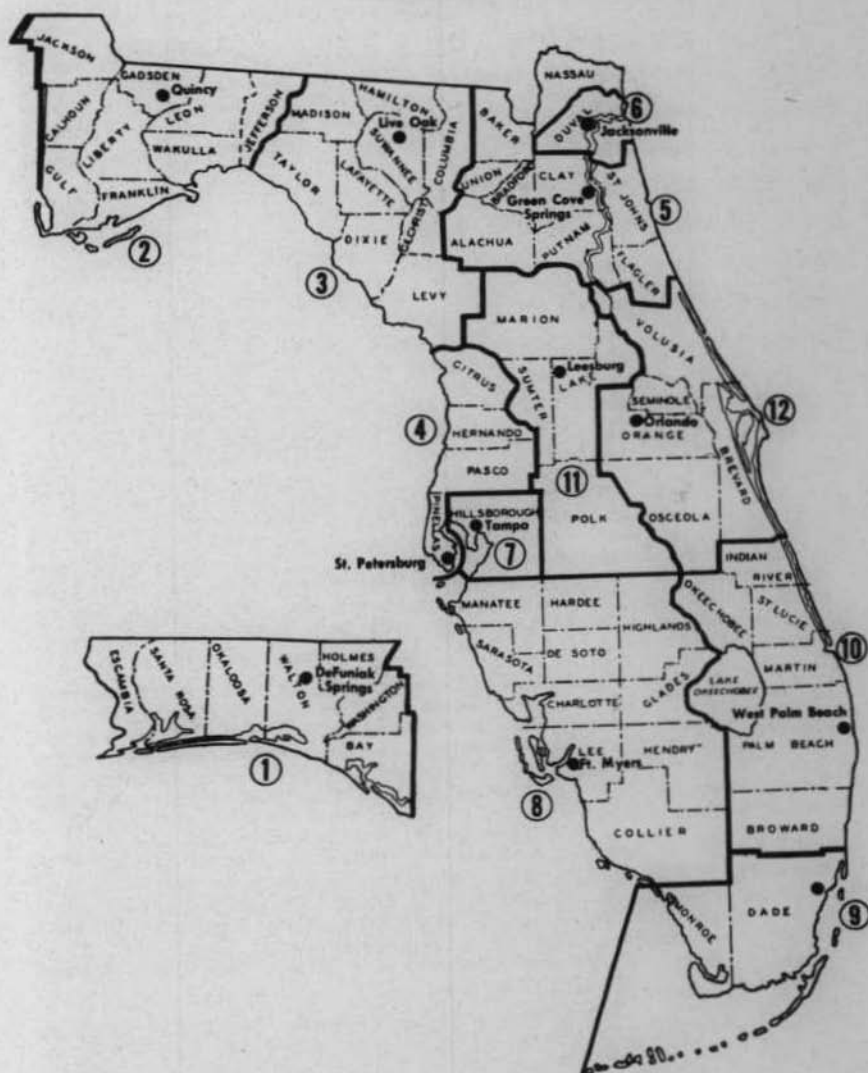 JACKSON
GADSDEN
Quincy
CALHOUN
LIBERTY
LEON
JEFFERSON
WAKULLA
GULF
FRANKLIN
2
MADISON
HAMILTON
Live Oak
SUWANNEE
COLUMBIA
TAYLOR
LAFAYETTE
DIXIE
GILCHRIST
3
LEVY
NASSAU
BAKER
DUVAL
6
Jacksonville
UNION
BRADFORD
CLAY
Green Cove
Springs
ST JOHNS
5
ALACHUA
PUTNAM
FLAGLER
MARION
VOLUSIA
CITRUS
SUMTER
Leesburg
LAKE
SEMINOLE
Orlando
ORANGE
12
4
HERNANDO
PASCO
BREVARD
11
PINELLAS
HILLSBOROUGH
Tampa
7
POLK
OSCEOLA
St. Petersburg
INDIAN
RIVER
MANATEE
HARDEE
HIGHLANDS
OKEECHOBEE
ST LUCIE
SARASOTA
DE SOTO
10
MARTIN
LAKE
OKEECHOBEE
GLADES
CHARLOTTE
West Palm Beach
LEE
Ft. Myers
HENDRY
PALM BEACH
8
COLLIER
BROWARD
MONROE
DADE
9
ESCAMBIA
SANTA ROSA
OKALOOSA
WALTON
HOLMES
DeFuniak
Springs
WASHINGTON
BAY
1